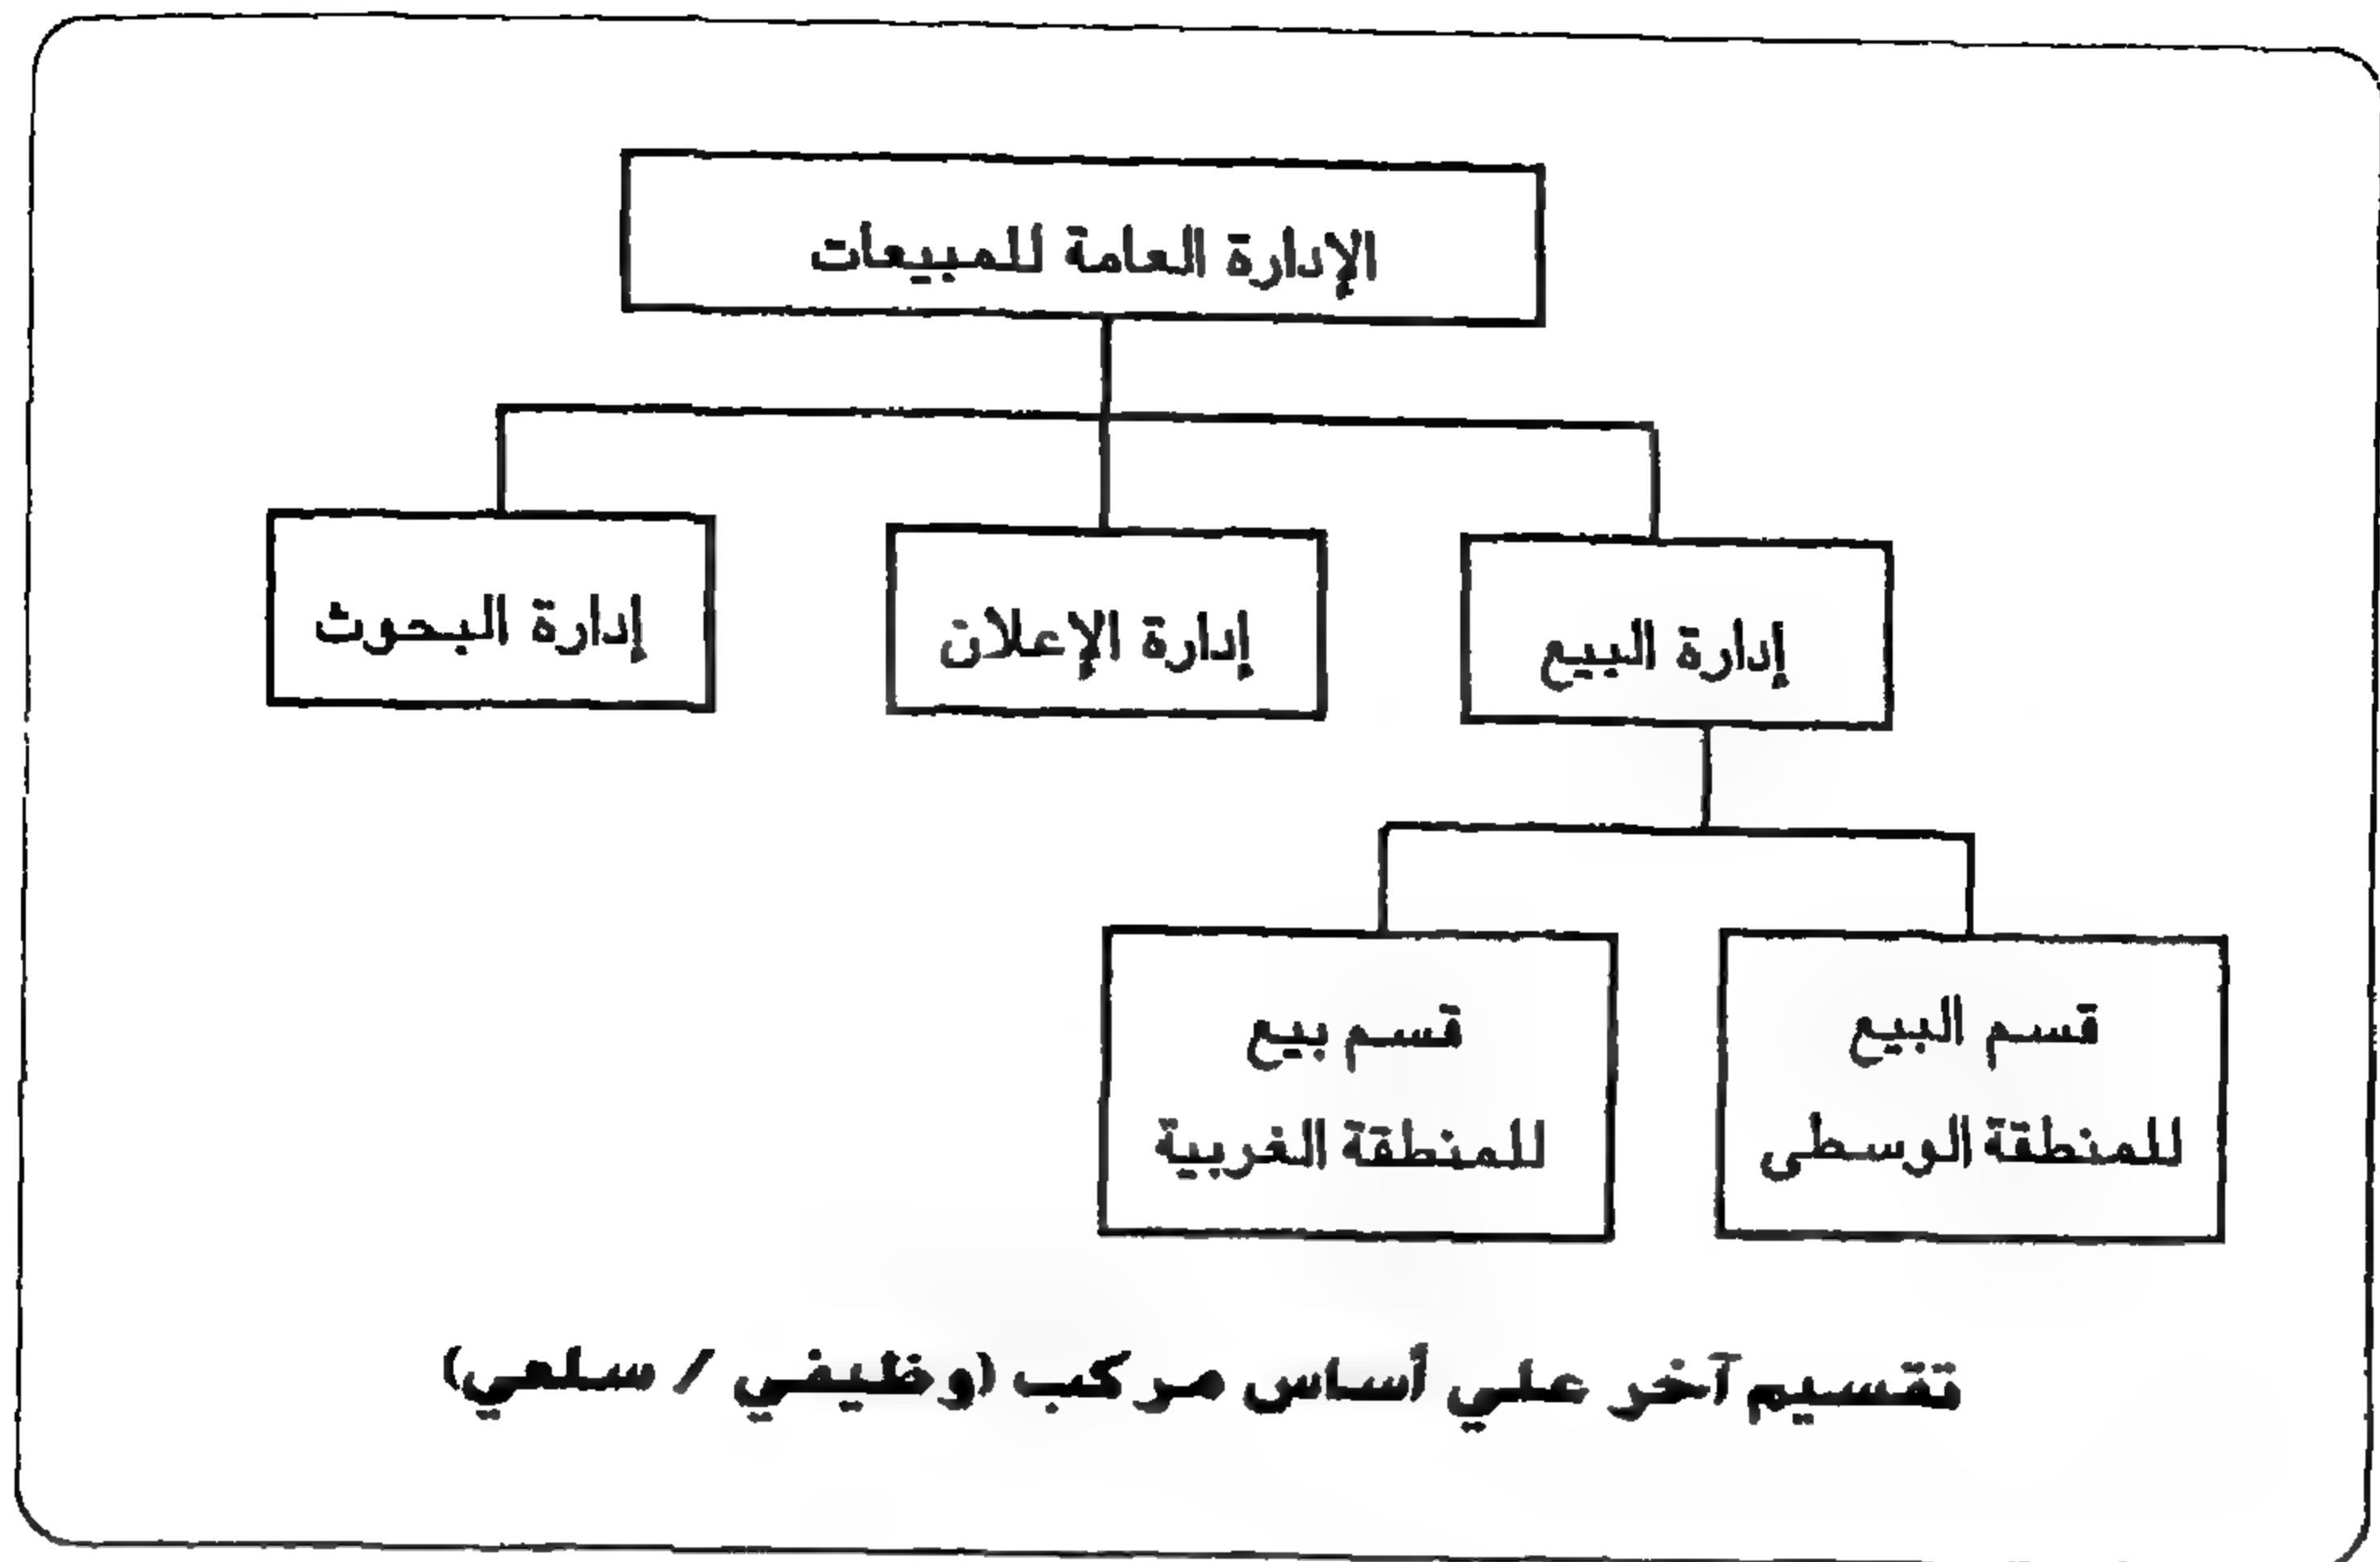 الإدارة العامة للمبيعات
إدارة البيع
إدارة الإعلان
إدارة البحوث
قسم البيع
للمنطقة الوسطى
قسم بيع
للمنطقة الغربية
تقسيم آخر علي أساس مركب (وظيفي / سلعي)